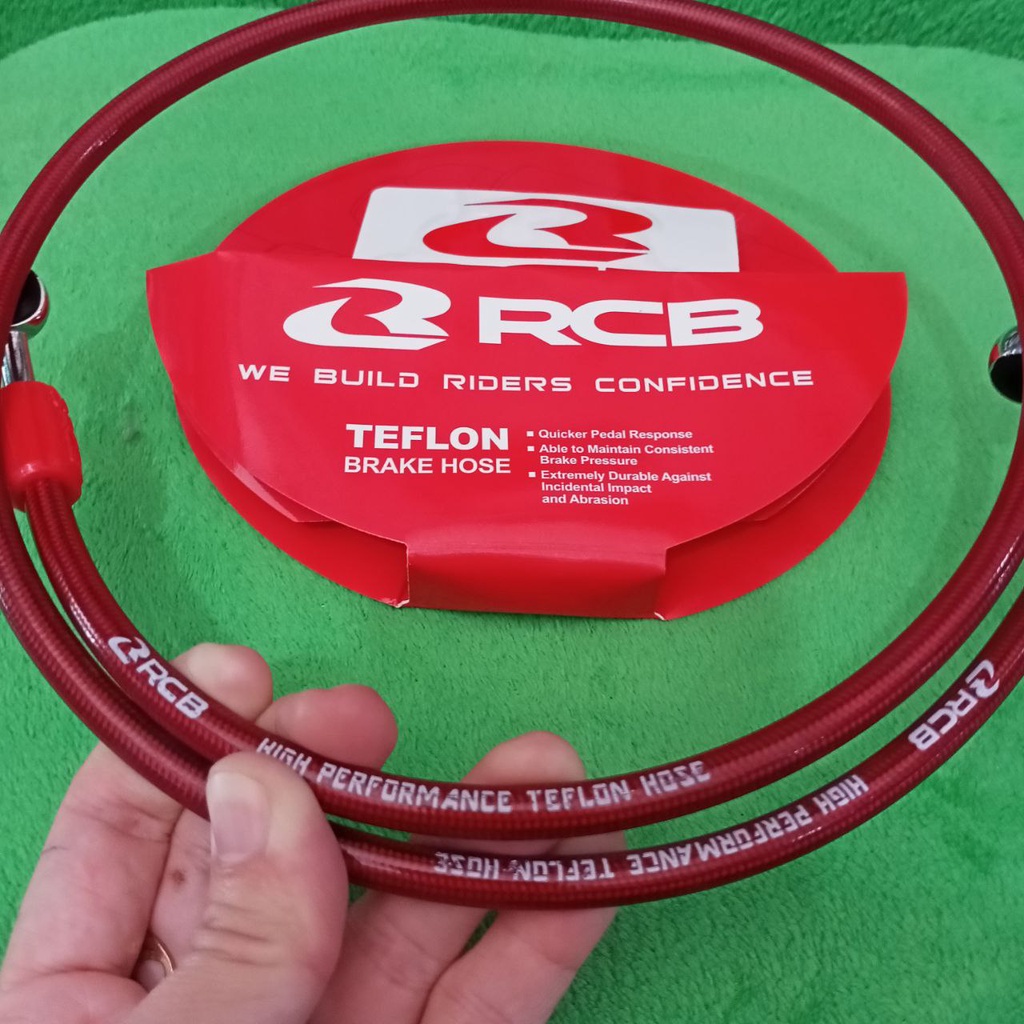 RCB
WE BUILD RIDERS CONFIDENCE
TEFLON
BRAKE HOSE
▪ Quicker Pedal Response
▪ Able to Maintain Consistent
Brake Pressure
▪ Extremely Durable Against
Incidental Impact
and Abrasion
RCB HIGH PERFORMANCE TEFLON HOSE
RCB HIGH PERFORMANCE TEFLON HOSE